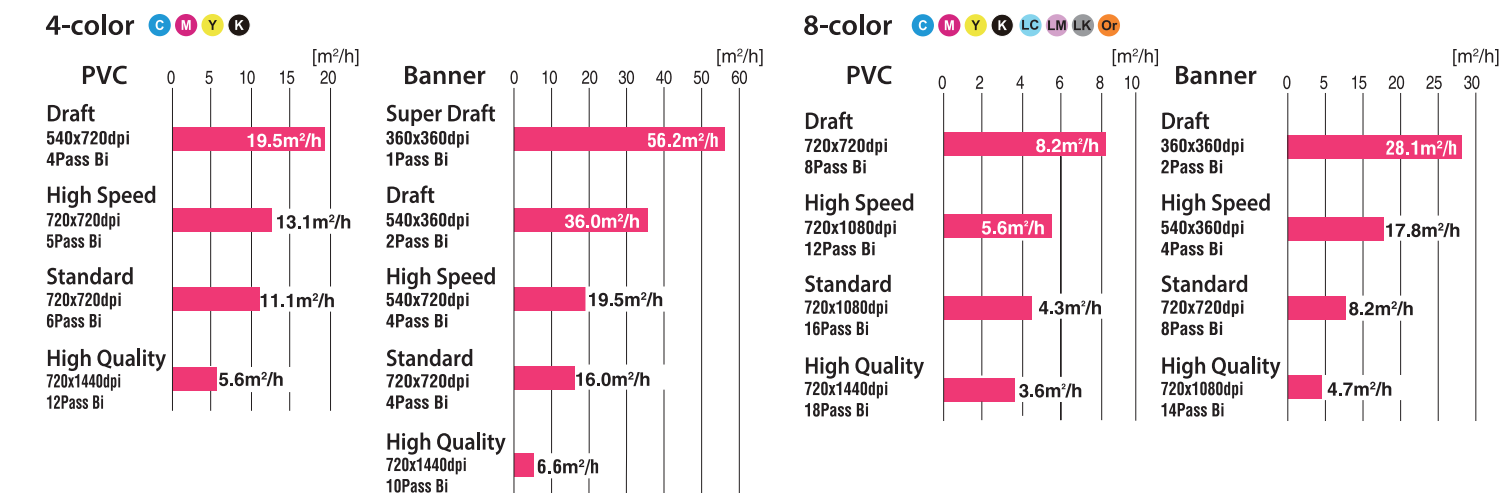 4-color C M Y K
PVC
[m²/h]
0 5 10 15 20
Draft
540x720dpi
4Pass Bi
19.5m²/h
High Speed
720x720dpi
5Pass Bi
13.1m²/h
Standard
720x720dpi
6Pass Bi
11.1m²/h
High Quality
720x1440dpi
12Pass Bi
5.6m²/h
Banner
[m²/h]
0 10 20 30 40 50 60
Super Draft
360x360dpi
1Pass Bi
56.2m²/h
Draft
540x360dpi
2Pass Bi
36.0m²/h
High Speed
540x720dpi
4Pass Bi
19.5m²/h
Standard
720x720dpi
4Pass Bi
16.0m²/h
High Quality
720x1440dpi
10Pass Bi
6.6m²/h
8-color C M Y K LC LM LK Or
PVC
[m²/h]
0 2 4 6 8 10
Draft
720x720dpi
8Pass Bi
8.2m²/h
High Speed
720x1080dpi
12Pass Bi
5.6m²/h
Standard
720x1080dpi
16Pass Bi
4.3m²/h
High Quality
720x1440dpi
18Pass Bi
3.6m²/h
Banner
[m²/h]
0 5 15 20 25 30
Draft
360x360dpi
2Pass Bi
28.1m²/h
High Speed
540x360dpi
4Pass Bi
17.8m²/h
Standard
720x720dpi
8Pass Bi
8.2m²/h
High Quality
720x1080dpi
14Pass Bi
4.7m²/h